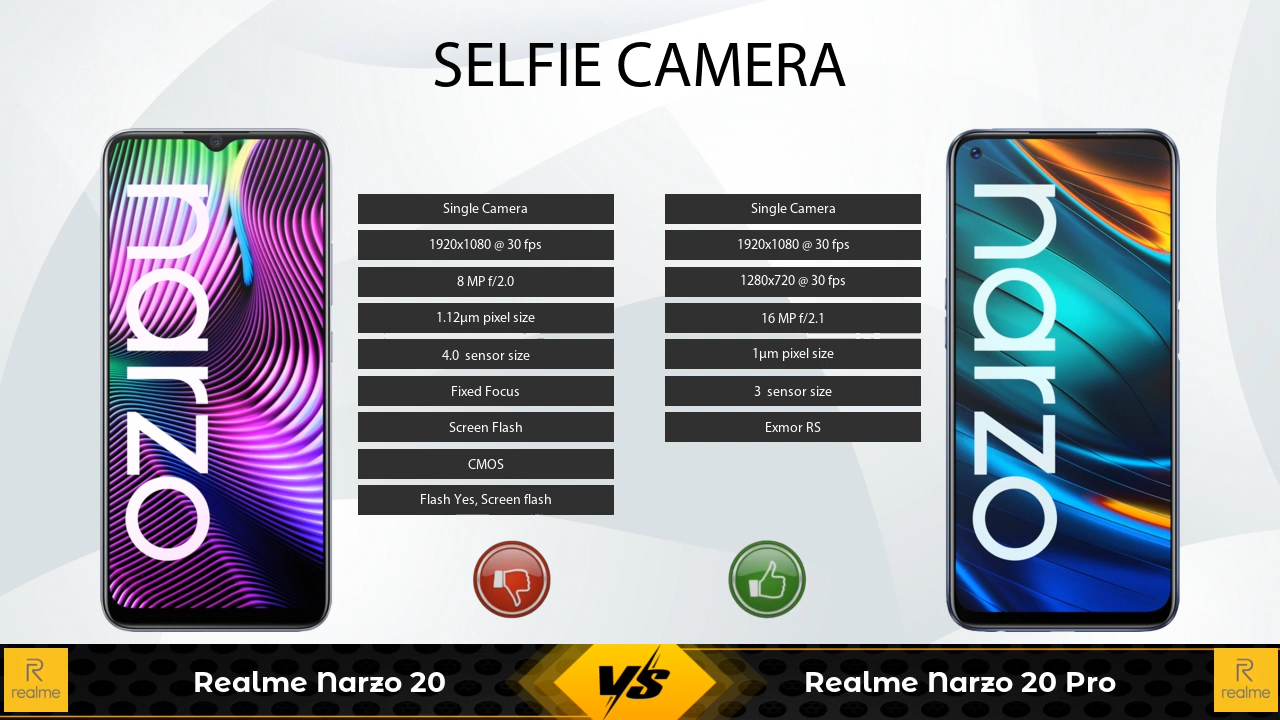 SELFIE CAMERA
narzo
Single Camera
1920x1080 @ 30 fps
8 MP f/2.0
1.12µm pixel size
4.0 sensor size
Fixed Focus
Screen Flash
CMOS
Flash Yes, Screen flash
Single Camera
1920x1080 @ 30 fps
1280x720 @ 30 fps
16 MP f/2.1
1µm pixel size
3 sensor size
Exmor RS
narzo
R
realme
Realme Narzo 20
VS
Realme Narzo 20 Pro
R
realme